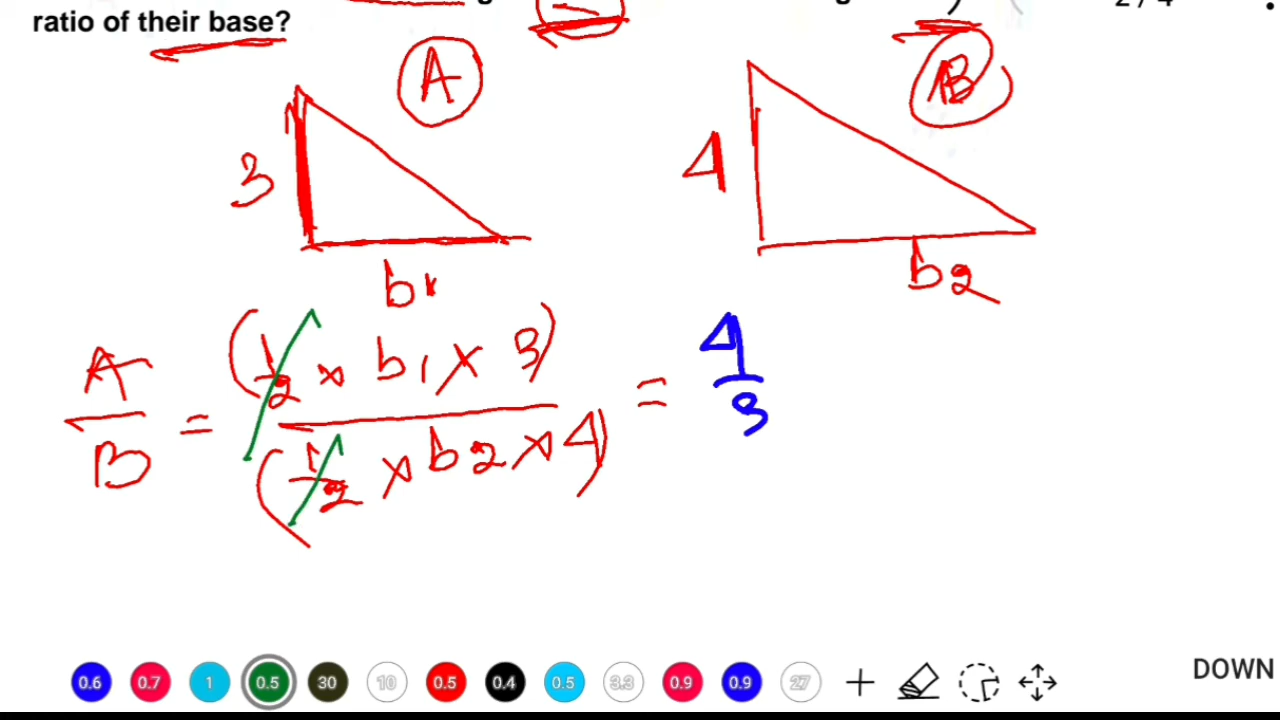 ratio of their base?
A
B
3
4
b1
b2
A/B = (1/2 × b1 × 3) / (1/2 × b2 × 4) = 4/3
0.6 0.7 1 0.5 30 10 0.5 0.4 0.5 3.3 0.9 0.9 27 + DOWN